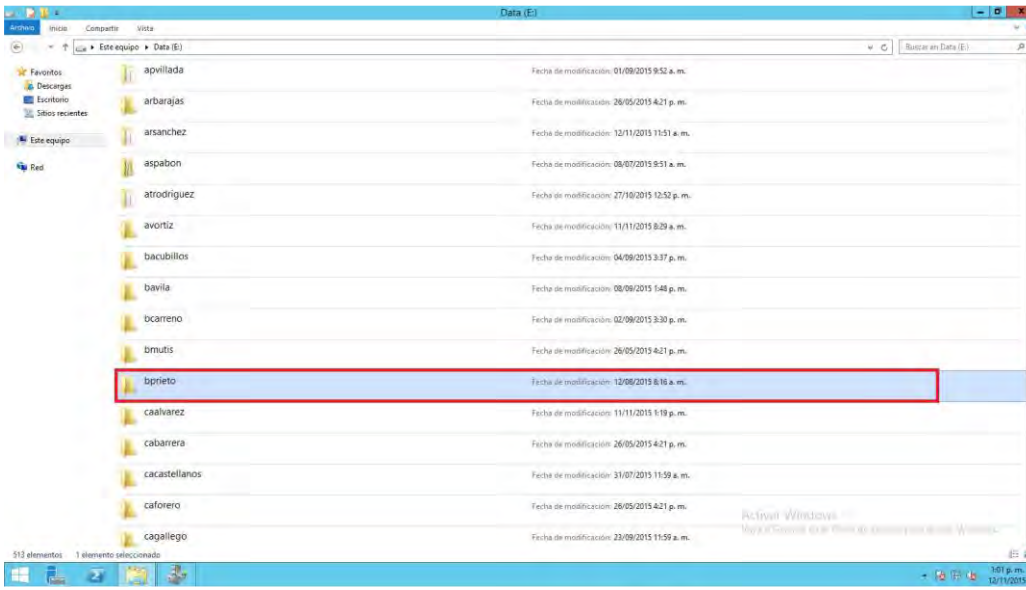 Data (E:)
Archivo Inicio Compartir Vista
Este equipo ▸ Data (E:)
Buscar en Data (E:)
Favoritos
Descargas
Escritorio
Sitios recientes
Este equipo
Red
apvillada Fecha de modificación: 01/09/2015 9:52 a. m.
arbarajas Fecha de modificación: 26/05/2015 4:21 p. m.
arsanchez Fecha de modificación: 12/11/2015 11:51 a. m.
aspabon Fecha de modificación: 08/07/2015 9:51 a. m.
atrodriguez Fecha de modificación: 27/10/2015 12:52 p. m.
avortiz Fecha de modificación: 11/11/2015 8:29 a. m.
bacubillos Fecha de modificación: 04/09/2015 3:37 p. m.
bavila Fecha de modificación: 08/09/2015 1:48 p. m.
bcarreno Fecha de modificación: 02/09/2015 3:30 p. m.
bmutis Fecha de modificación: 26/05/2015 4:21 p. m.
bprieto Fecha de modificación: 12/08/2015 8:16 a. m.
caalvarez Fecha de modificación: 11/11/2015 1:19 p. m.
cabarrera Fecha de modificación: 26/05/2015 4:21 p. m.
cacastellanos Fecha de modificación: 31/07/2015 11:59 a. m.
caforero Fecha de modificación: 26/05/2015 4:21 p. m.
cagallego Fecha de modificación: 23/09/2015 11:59 a. m.
Activar Windows
513 elementos 1 elemento seleccionado
3:01 p. m.
12/11/2015